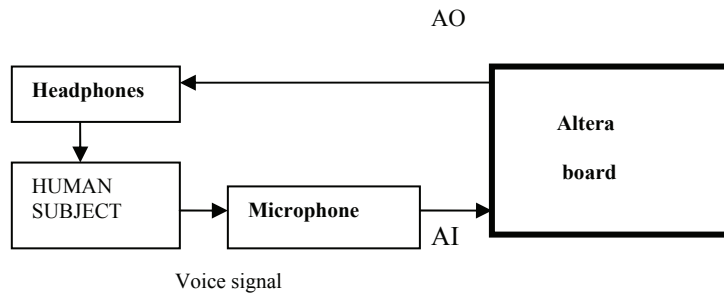 AO
Headphones
Altera
board
HUMAN
SUBJECT
Microphone
AI
Voice signal